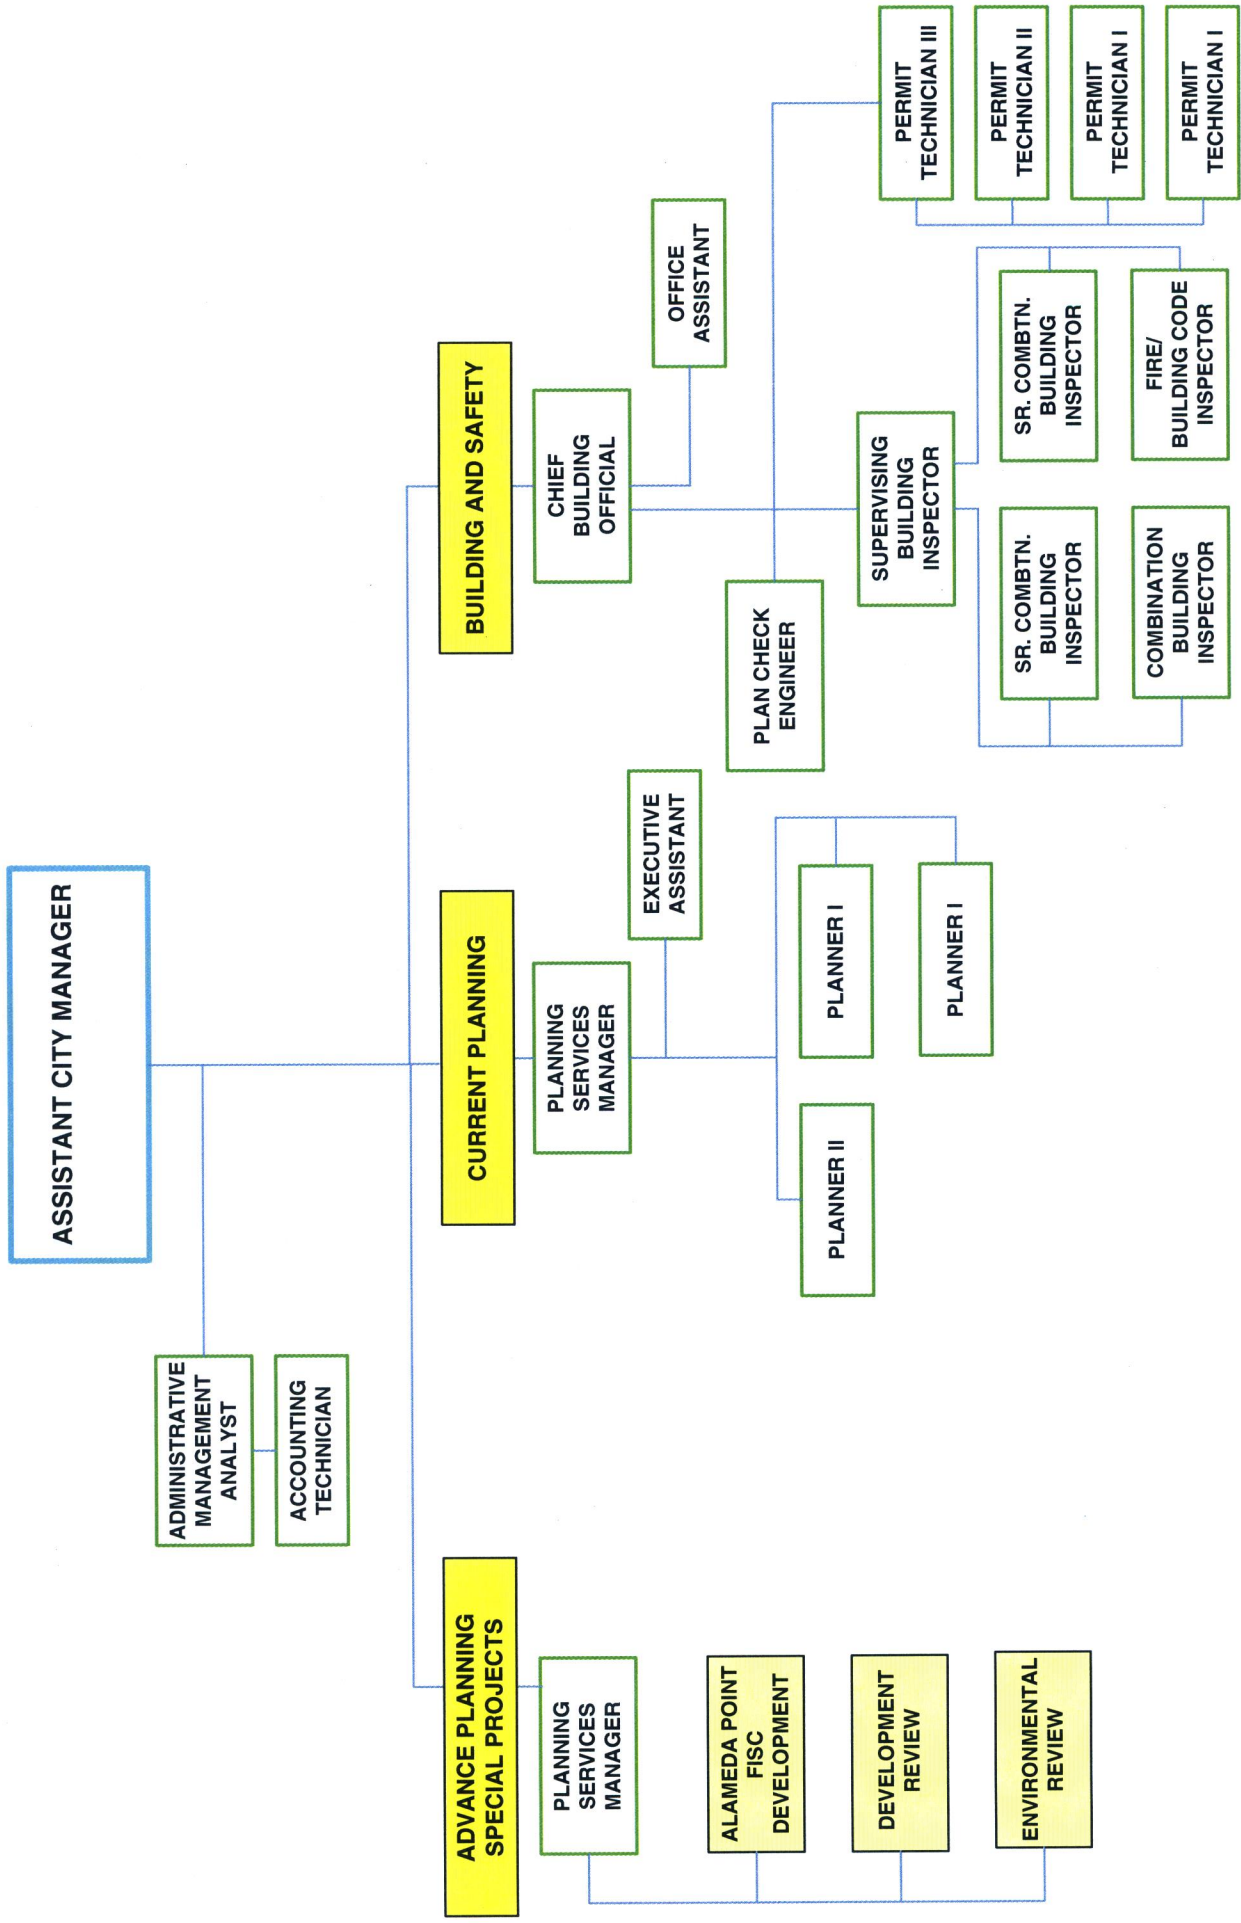 ASSISTANT CITY MANAGER
ADMINISTRATIVE
MANAGEMENT
ANALYST
ACCOUNTING
TECHNICIAN
ADVANCE PLANNING
SPECIAL PROJECTS
PLANNING
SERVICES
MANAGER
ALAMEDA POINT
FISC
DEVELOPMENT
DEVELOPMENT
REVIEW
ENVIRONMENTAL
REVIEW
CURRENT PLANNING
PLANNING
SERVICES
MANAGER
EXECUTIVE
ASSISTANT
PLANNER II
PLANNER I
PLANNER I
BUILDING AND SAFETY
CHIEF
BUILDING
OFFICIAL
OFFICE
ASSISTANT
PLAN CHECK
ENGINEER
SUPERVISING
BUILDING
INSPECTOR
SR. COMBTN.
BUILDING
INSPECTOR
COMBINATION
BUILDING
INSPECTOR
SR. COMBTN.
BUILDING
INSPECTOR
FIRE/
BUILDING CODE
INSPECTOR
PERMIT
TECHNICIAN III
PERMIT
TECHNICIAN II
PERMIT
TECHNICIAN I
PERMIT
TECHNICIAN I